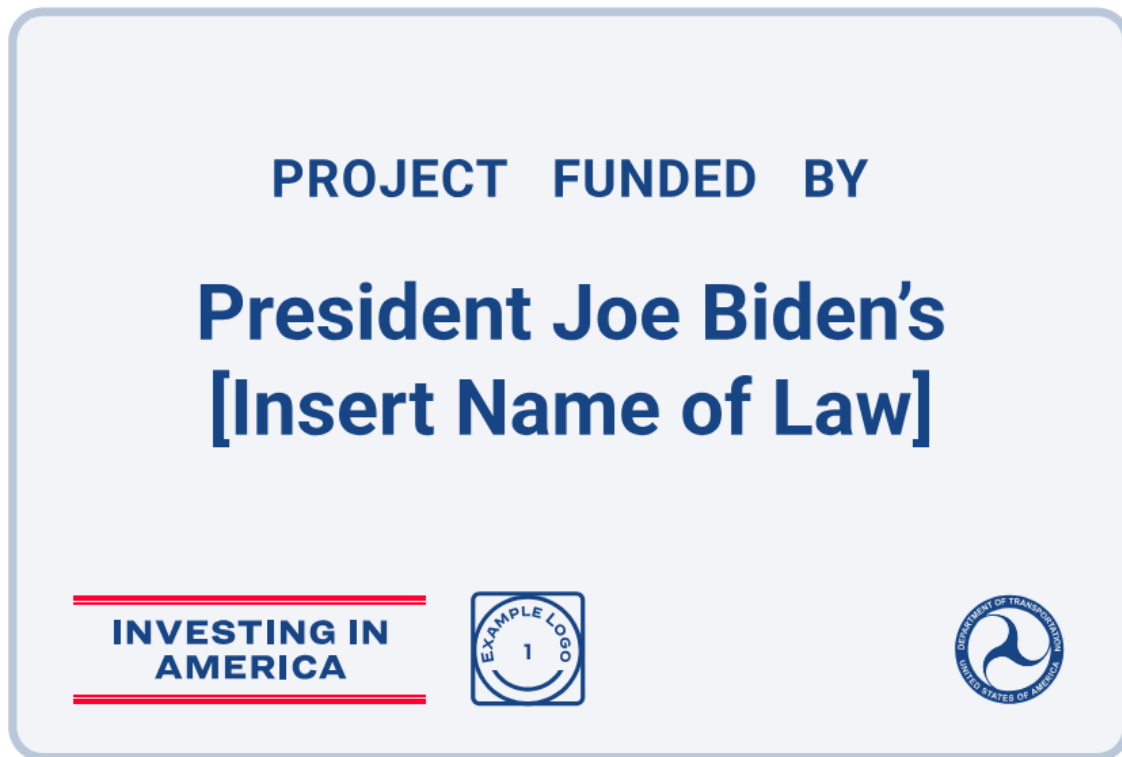 PROJECT FUNDED BY
President Joe Biden’s
[Insert Name of Law]
INVESTING IN
AMERICA
EXAMPLE LOGO
1
DEPARTMENT OF TRANSPORTATION
UNITED STATES OF AMERICA